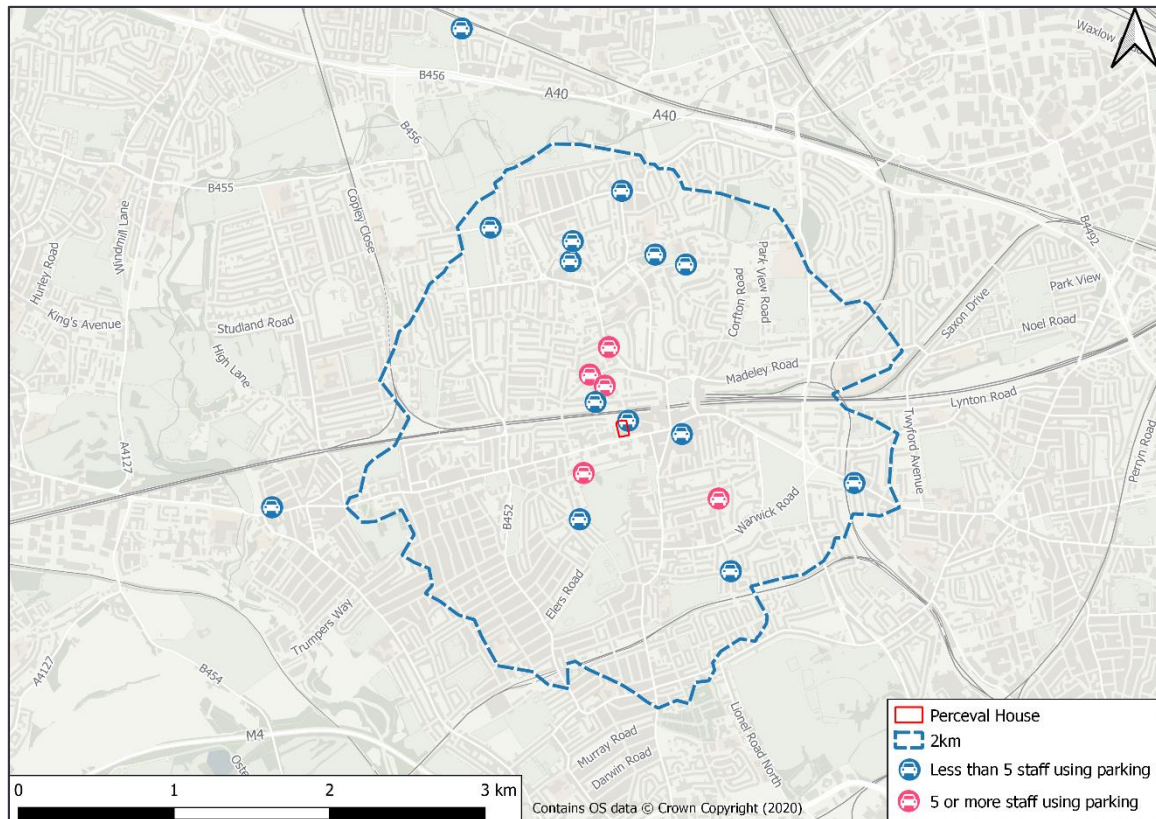 Waxlow
B456
A40
A40
B456
B455
Copley Close
Windmill Lane
B4492
Hurley Road
Park View Road
Corfton Road
Saxon Drive
Park View
King's Avenue
Studland Road
Noel Road
High Lane
Madeley Road
Lynton Road
Twyford Avenue
A4127
Perryn Road
B452
Warwick Road
Elers Road
Trumpers Way
A4127
B454
Lionel Road North
M4
Murray Road
Darwin Road
Perceval House
2km
Less than 5 staff using parking
5 or more staff using parking
0 1 2 3 km
Contains OS data © Crown Copyright (2020)